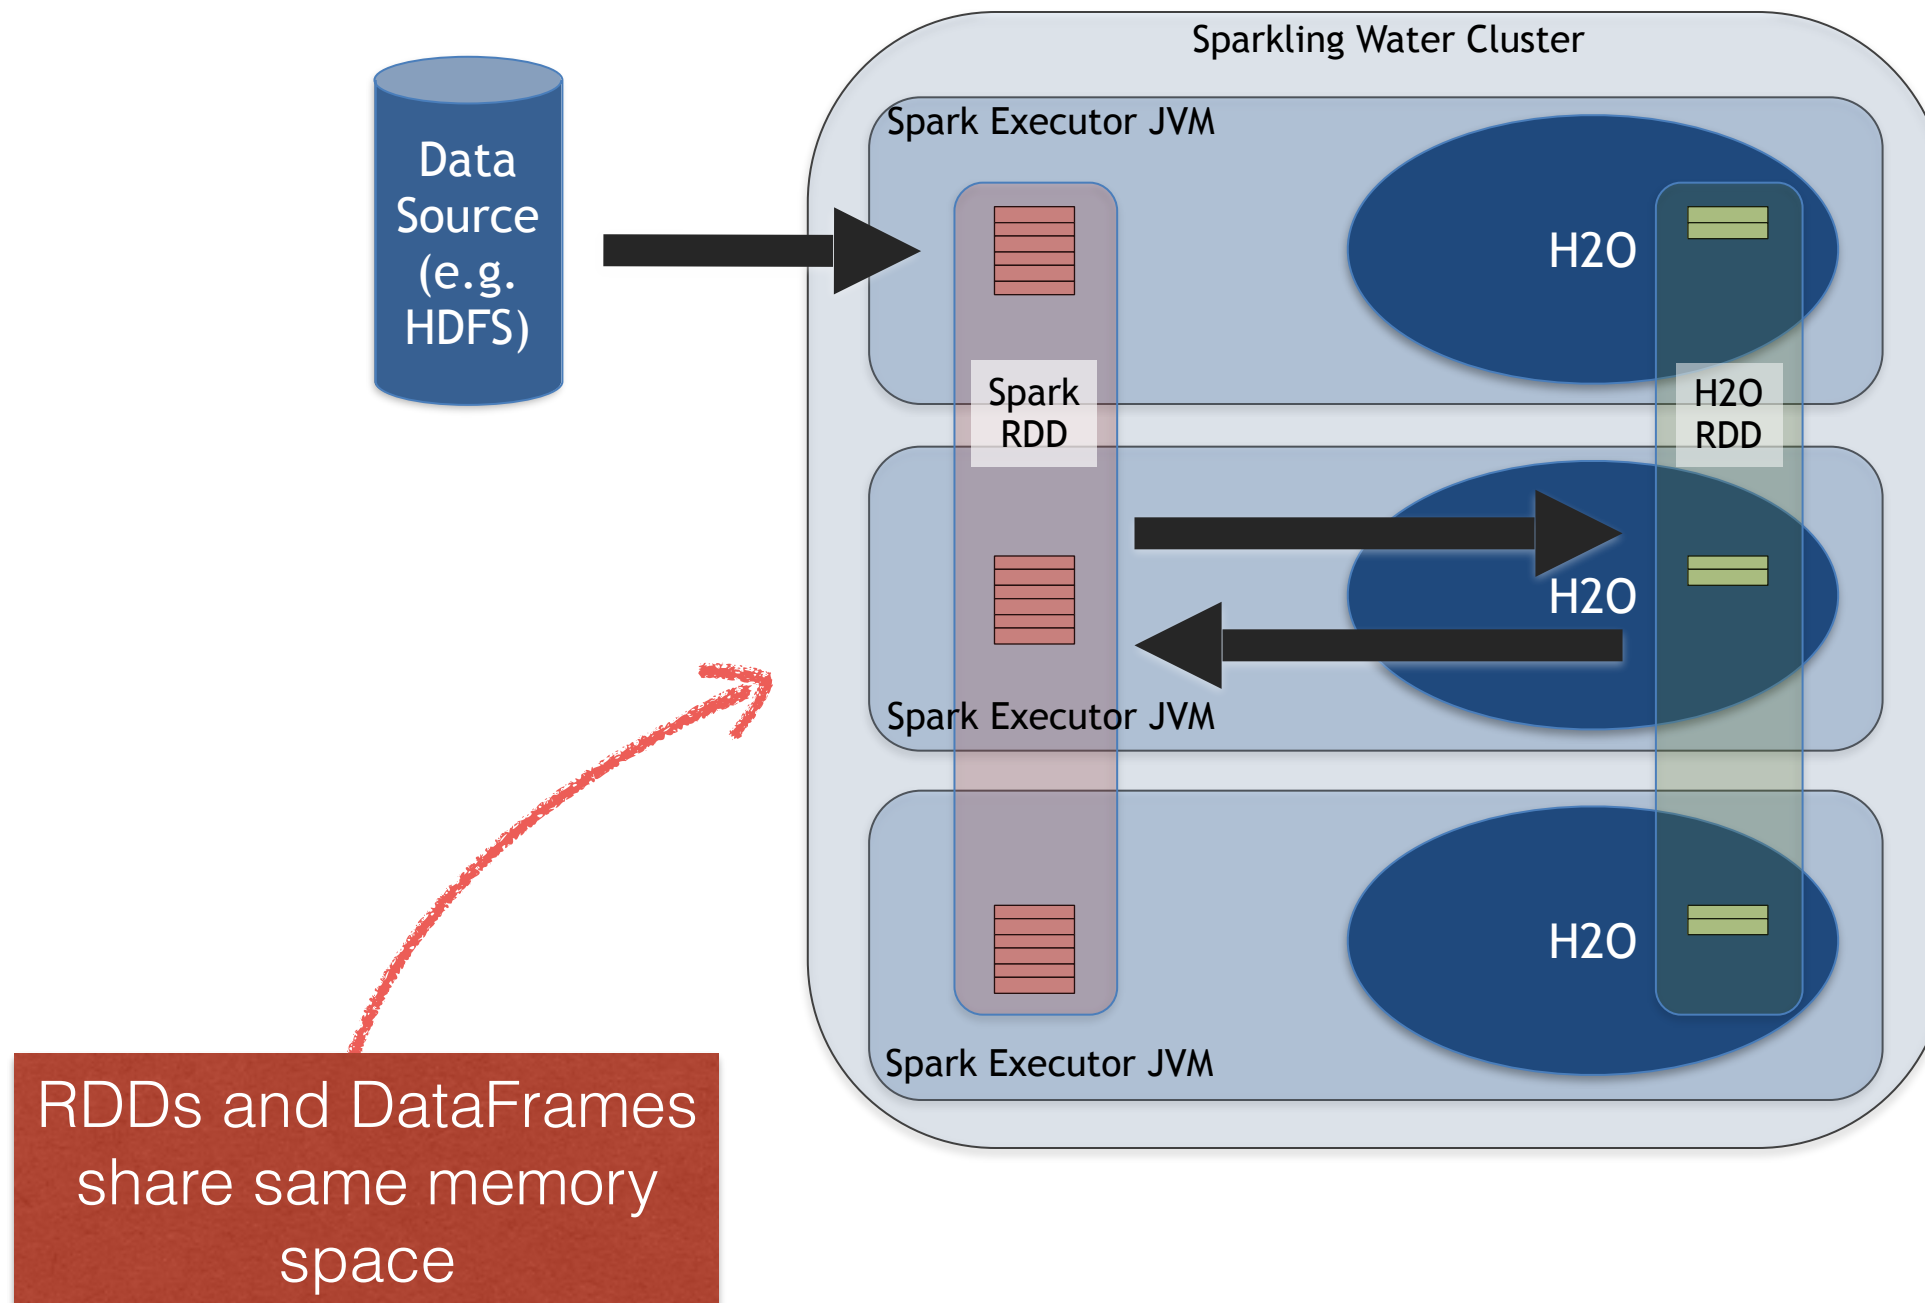 Sparkling Water Cluster
Data
Source
(e.g.
HDFS)
Spark Executor JVM
H2O
Spark
RDD
H2O
RDD
H2O
Spark Executor JVM
H2O
Spark Executor JVM
RDDs and DataFrames
share same memory
space